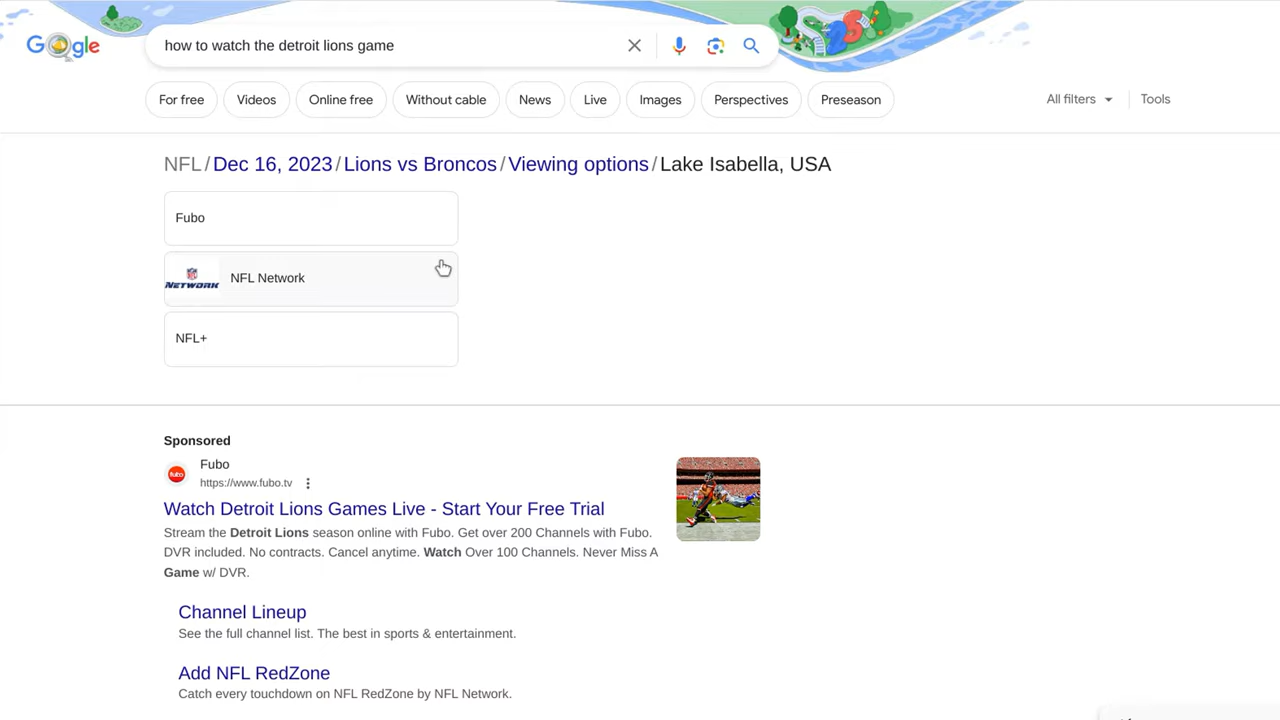 Google
how to watch the detroit lions game
25
For free
Videos
Online free
Without cable
News
Live
Images
Perspectives
Preseason
All filters
Tools
NFL / Dec 16, 2023 / Lions vs Broncos / Viewing options / Lake Isabella, USA
Fubo
NETWORK
NFL Network
NFL+
Sponsored
fubo
Fubo
https://www.fubo.tv
Watch Detroit Lions Games Live - Start Your Free Trial
Stream the Detroit Lions season online with Fubo. Get over 200 Channels with Fubo.
DVR included. No contracts. Cancel anytime. Watch Over 100 Channels. Never Miss A
Game w/ DVR.
Channel Lineup
See the full channel list. The best in sports & entertainment.
Add NFL RedZone
Catch every touchdown on NFL RedZone by NFL Network.